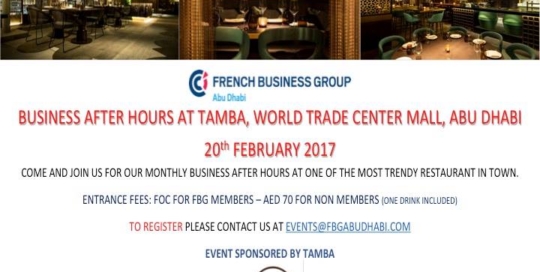 FRENCH BUSINESS GROUP
Abu Dhabi
BUSINESS AFTER HOURS AT TAMBA, WORLD TRADE CENTER MALL, ABU DHABI
20th FEBRUARY 2017
COME AND JOIN US FOR OUR MONTHLY BUSINESS AFTER HOURS AT ONE OF THE MOST TRENDY RESTAURANT IN TOWN.
ENTRANCE FEES: FOC FOR FBG MEMBERS – AED 70 FOR NON MEMBERS (ONE DRINK INCLUDED)
TO REGISTER PLEASE CONTACT US AT EVENTS@FBGABUDHABI.COM
EVENT SPONSORED BY TAMBA